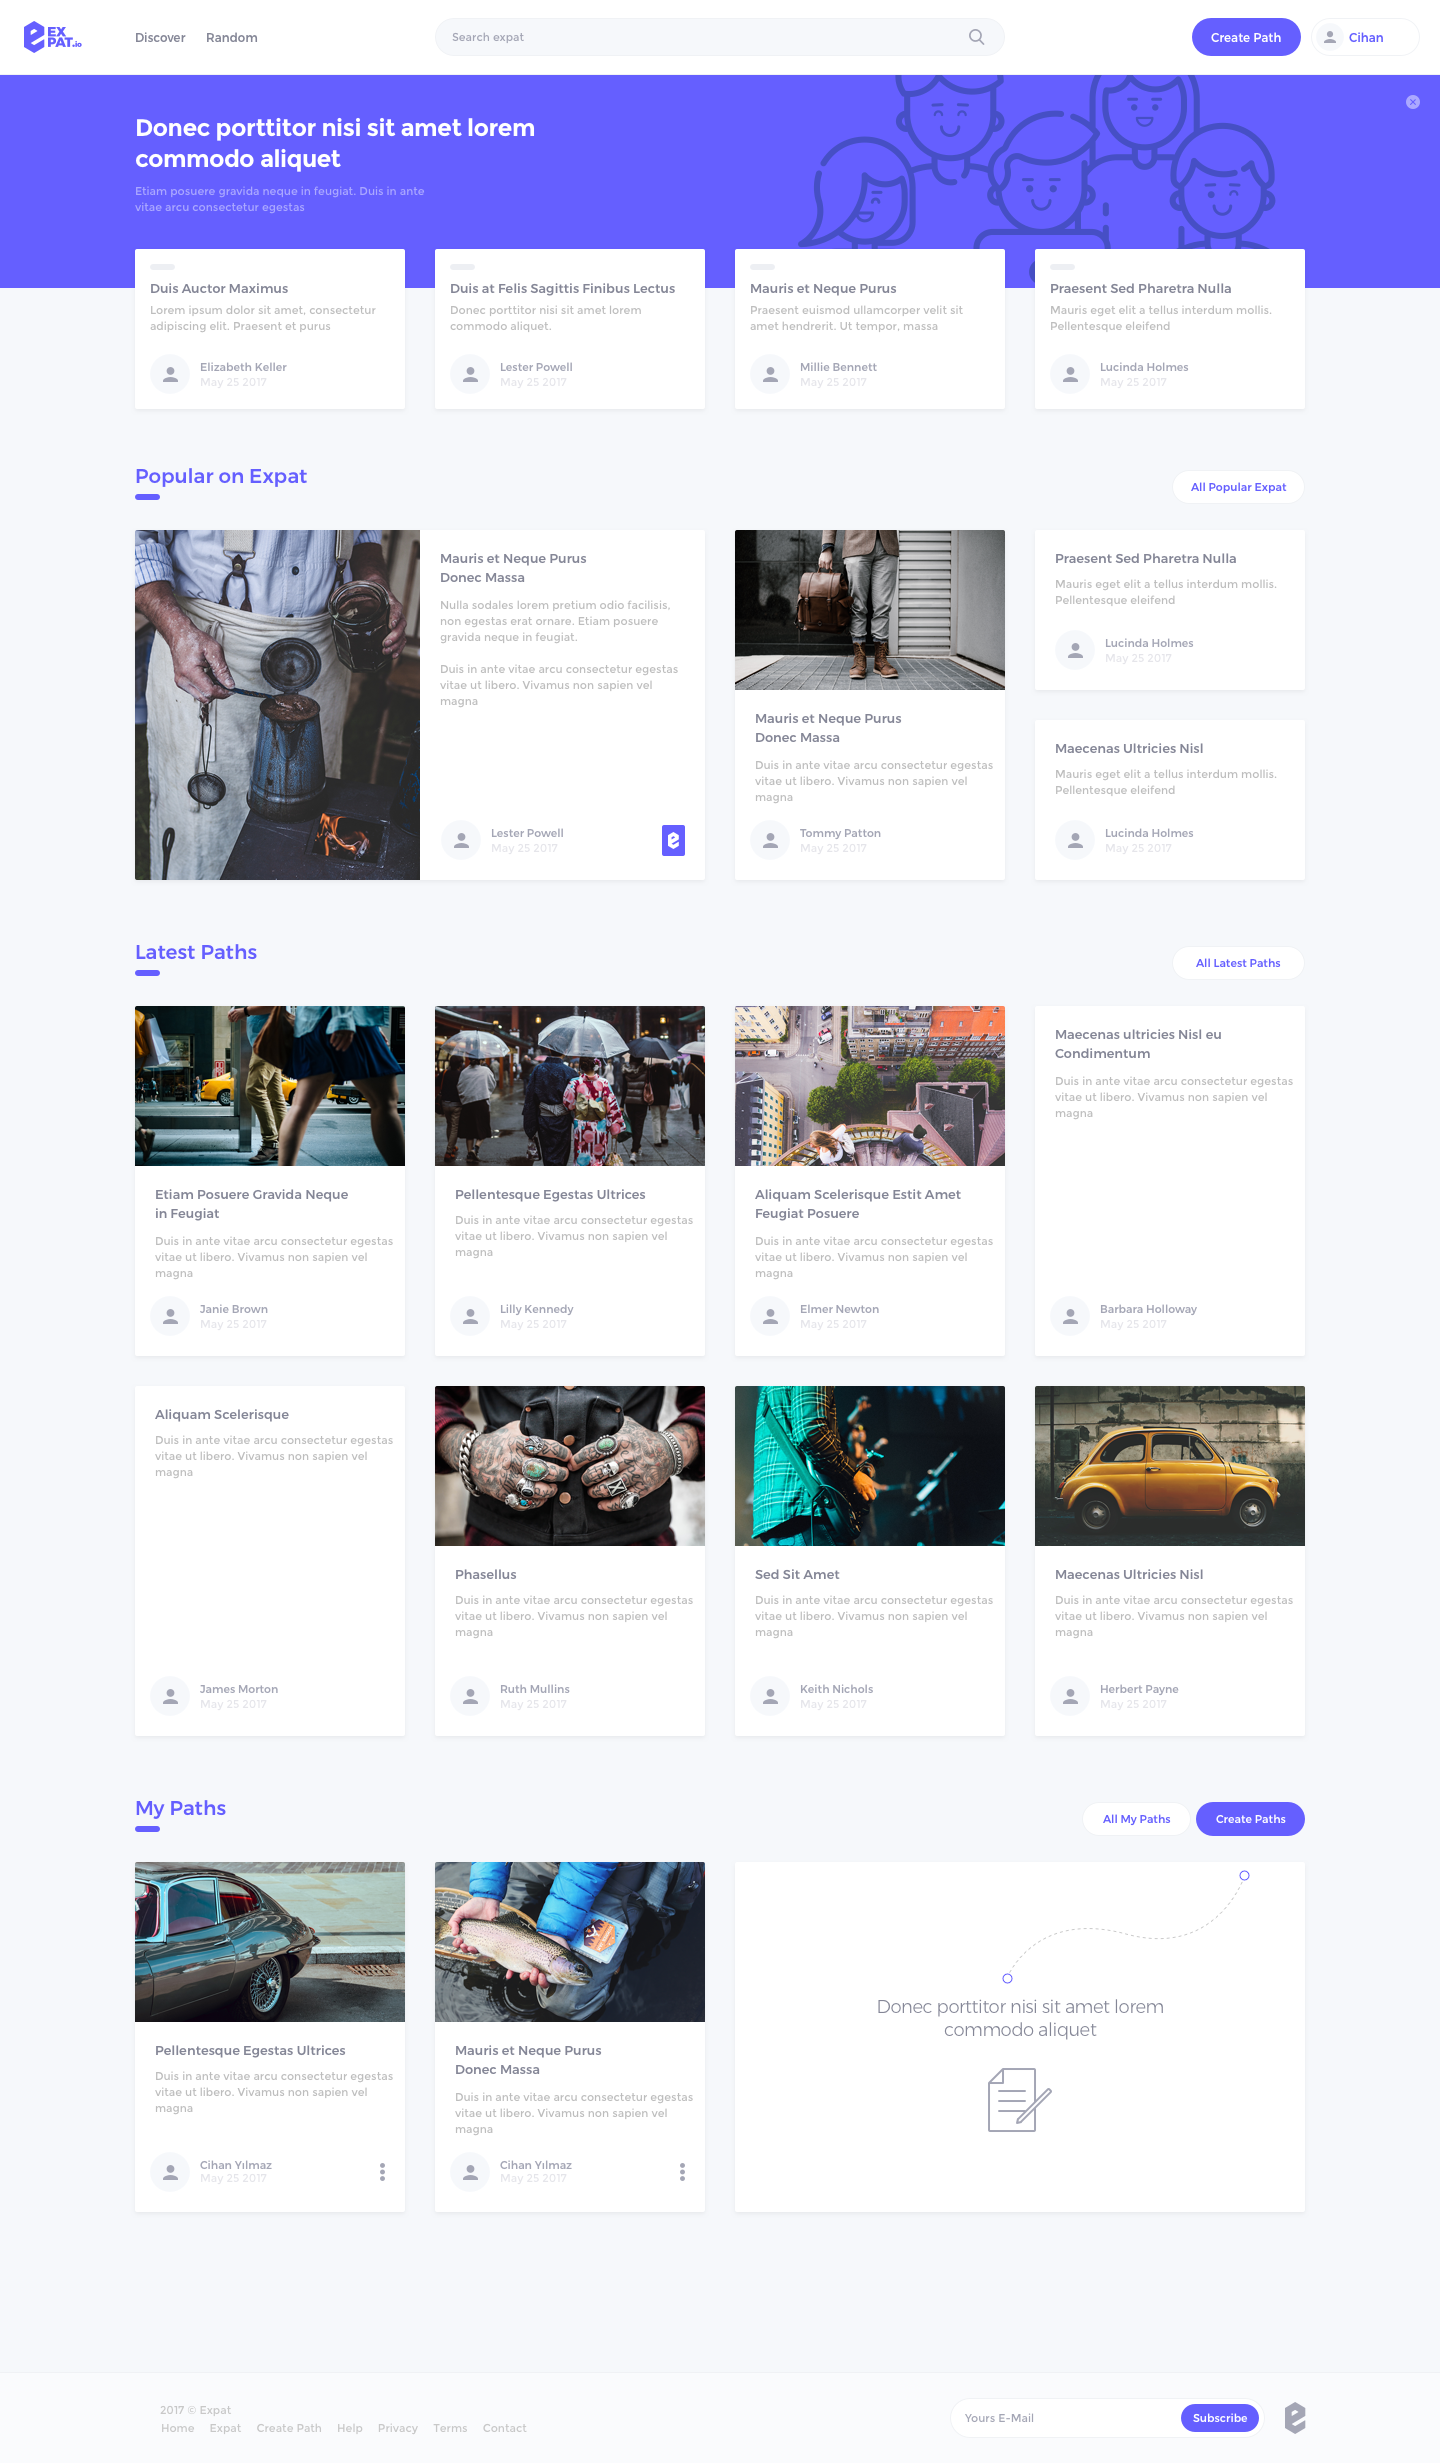 EX
PAT.io
Discover Random
Search expat
Create Path
Cihan
Donec porttitor nisi sit amet lorem
commodo aliquet
Etiam posuere gravida neque in feugiat. Duis in ante
vitae arcu consectetur egestas
Duis Auctor Maximus
Lorem ipsum dolor sit amet, consectetur
adipiscing elit. Praesent et purus
Elizabeth Keller
May 25 2017
Duis at Felis Sagittis Finibus Lectus
Donec porttitor nisi sit amet lorem
commodo aliquet.
Lester Powell
May 25 2017
Mauris et Neque Purus
Praesent euismod ullamcorper velit sit
amet hendrerit. Ut tempor, massa
Millie Bennett
May 25 2017
Praesent Sed Pharetra Nulla
Mauris eget elit a tellus interdum mollis.
Pellentesque eleifend
Lucinda Holmes
May 25 2017
Popular on Expat
All Popular Expat
Mauris et Neque Purus
Donec Massa
Nulla sodales lorem pretium odio facilisis,
non egestas erat ornare. Etiam posuere
gravida neque in feugiat.
Duis in ante vitae arcu consectetur egestas
vitae ut libero. Vivamus non sapien vel
magna
Lester Powell
May 25 2017
Mauris et Neque Purus
Donec Massa
Duis in ante vitae arcu consectetur egestas
vitae ut libero. Vivamus non sapien vel
magna
Tommy Patton
May 25 2017
Praesent Sed Pharetra Nulla
Mauris eget elit a tellus interdum mollis.
Pellentesque eleifend
Lucinda Holmes
May 25 2017
Maecenas Ultricies Nisl
Mauris eget elit a tellus interdum mollis.
Pellentesque eleifend
Lucinda Holmes
May 25 2017
Latest Paths
All Latest Paths
Etiam Posuere Gravida Neque
in Feugiat
Duis in ante vitae arcu consectetur egestas
vitae ut libero. Vivamus non sapien vel
magna
Janie Brown
May 25 2017
Pellentesque Egestas Ultrices
Duis in ante vitae arcu consectetur egestas
vitae ut libero. Vivamus non sapien vel
magna
Lilly Kennedy
May 25 2017
Aliquam Scelerisque Estit Amet
Feugiat Posuere
Duis in ante vitae arcu consectetur egestas
vitae ut libero. Vivamus non sapien vel
magna
Elmer Newton
May 25 2017
Maecenas ultricies Nisl eu
Condimentum
Duis in ante vitae arcu consectetur egestas
vitae ut libero. Vivamus non sapien vel
magna
Barbara Holloway
May 25 2017
Aliquam Scelerisque
Duis in ante vitae arcu consectetur egestas
vitae ut libero. Vivamus non sapien vel
magna
James Morton
May 25 2017
Phasellus
Duis in ante vitae arcu consectetur egestas
vitae ut libero. Vivamus non sapien vel
magna
Ruth Mullins
May 25 2017
Sed Sit Amet
Duis in ante vitae arcu consectetur egestas
vitae ut libero. Vivamus non sapien vel
magna
Keith Nichols
May 25 2017
Maecenas Ultricies Nisl
Duis in ante vitae arcu consectetur egestas
vitae ut libero. Vivamus non sapien vel
magna
Herbert Payne
May 25 2017
My Paths
All My Paths
Create Paths
Pellentesque Egestas Ultrices
Duis in ante vitae arcu consectetur egestas
vitae ut libero. Vivamus non sapien vel
magna
Cihan Yılmaz
May 25 2017
Mauris et Neque Purus
Donec Massa
Duis in ante vitae arcu consectetur egestas
vitae ut libero. Vivamus non sapien vel
magna
Cihan Yılmaz
May 25 2017
Donec porttitor nisi sit amet lorem
commodo aliquet
2017 © Expat
Home Expat Create Path Help Privacy Terms Contact
Yours E-Mail
Subscribe